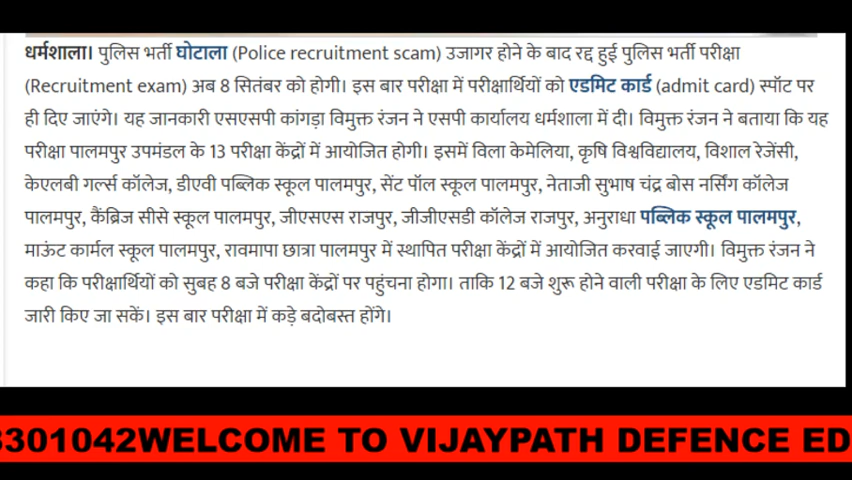 धर्मशाला। पुलिस भर्ती घोटाला (Police recruitment scam) उजागर होने के बाद रद्द हुई पुलिस भर्ती परीक्षा
(Recruitment exam) अब 8 सितंबर को होगी। इस बार परीक्षा में परीक्षार्थियों को एडमिट कार्ड (admit card) स्पॉट पर
ही दिए जाएंगे। यह जानकारी एसएसपी कांगड़ा विमुक्त रंजन ने एसपी कार्यालय धर्मशाला में दी। विमुक्त रंजन ने बताया कि यह
परीक्षा पालमपुर उपमंडल के 13 परीक्षा केंद्रों में आयोजित होगी। इसमें विला केमेलिया, कृषि विश्वविद्यालय, विशाल रेजेंसी,
केएलबी गर्ल्स कॉलेज, डीएवी पब्लिक स्कूल पालमपुर, सेंट पॉल स्कूल पालमपुर, नेताजी सुभाष चंद्र बोस नर्सिंग कॉलेज
पालमपुर, कैंब्रिज सीसे स्कूल पालमपुर, जीएसएस राजपुर, जीजीएसडी कॉलेज राजपुर, अनुराधा पब्लिक स्कूल पालमपुर,
माऊंट कार्मल स्कूल पालमपुर, रावमापा छात्रा पालमपुर में स्थापित परीक्षा केंद्रों में आयोजित करवाई जाएगी। विमुक्त रंजन ने
कहा कि परीक्षार्थियों को सुबह 8 बजे परीक्षा केंद्रों पर पहुंचना होगा। ताकि 12 बजे शुरू होने वाली परीक्षा के लिए एडमिट कार्ड
जारी किए जा सकें। इस बार परीक्षा में कड़े बदोबस्त होंगे।
3301042WELCOME TO VIJAYPATH DEFENCE ED